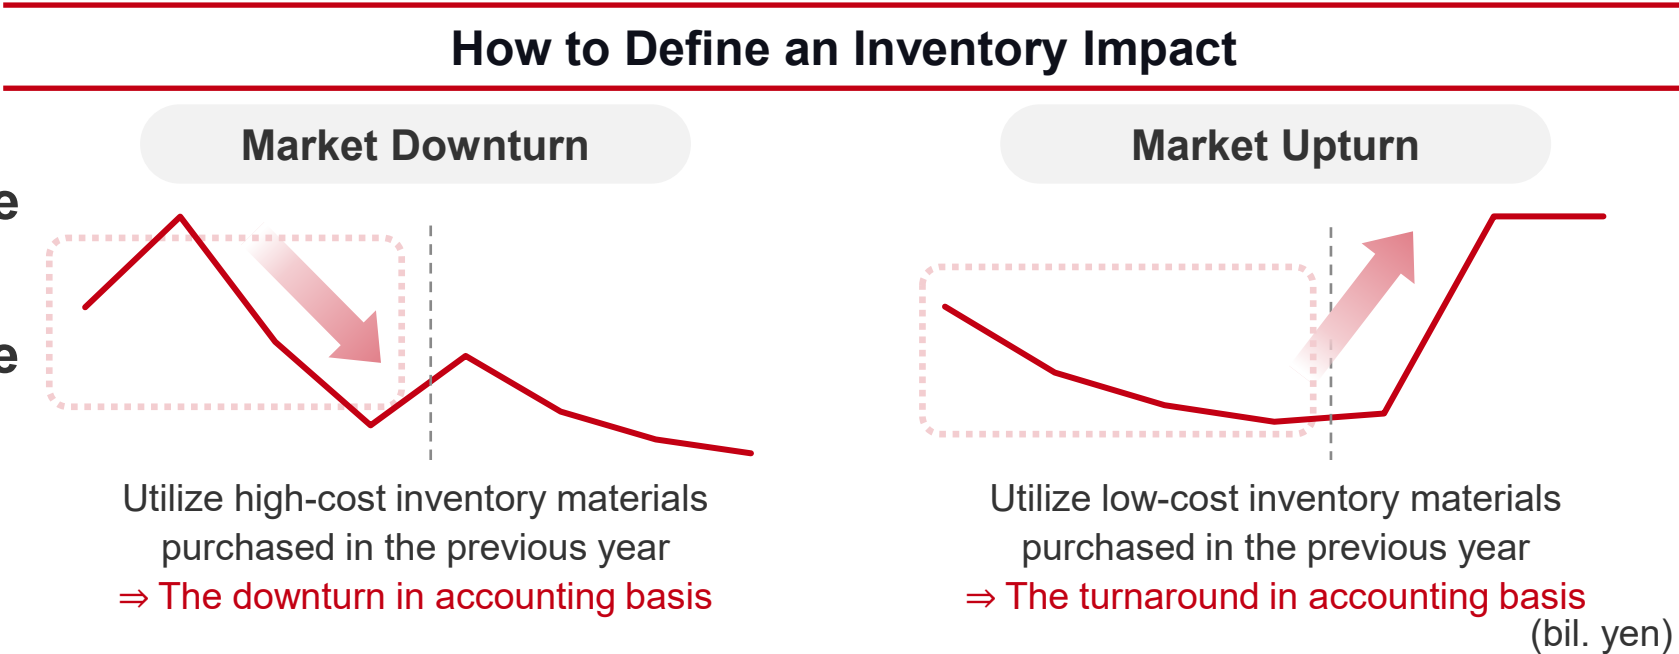 How to Define an Inventory Impact
Market Downturn
Market Upturn
e
e
Utilize high-cost inventory materials
purchased in the previous year
⇒ The downturn in accounting basis
Utilize low-cost inventory materials
purchased in the previous year
⇒ The turnaround in accounting basis
(bil. yen)